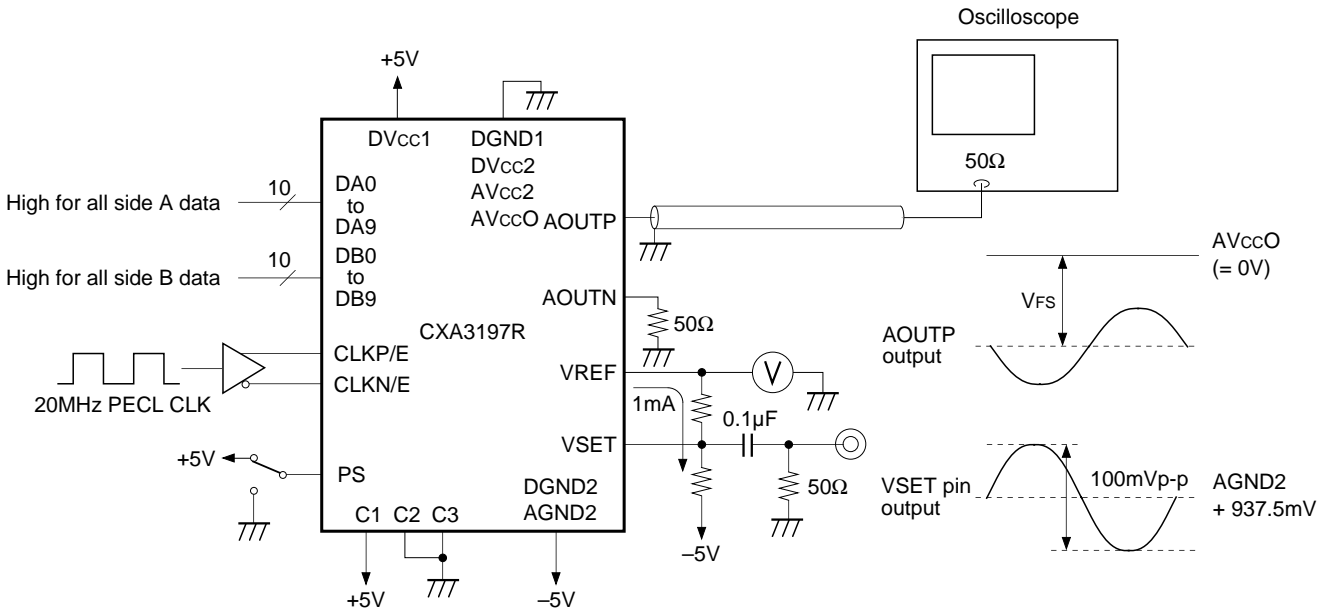 Oscilloscope
50Ω
+5V
DVCC1
DGND1
DVCC2
AVCC2
AVCCO
AOUTP
High for all side A data
10
DA0
to
DA9
High for all side B data
10
DB0
to
DB9
AOUTN
50Ω
CXA3197R
CLKP/E
CLKN/E
20MHz PECL CLK
VREF
V
1mA
0.1µF
VSET
50Ω
–5V
+5V
PS
DGND2
AGND2
C1
C2
C3
+5V
–5V
AVCCO
(= 0V)
VFS
AOUTP
output
VSET pin
output
100mVp-p
AGND2
+ 937.5mV